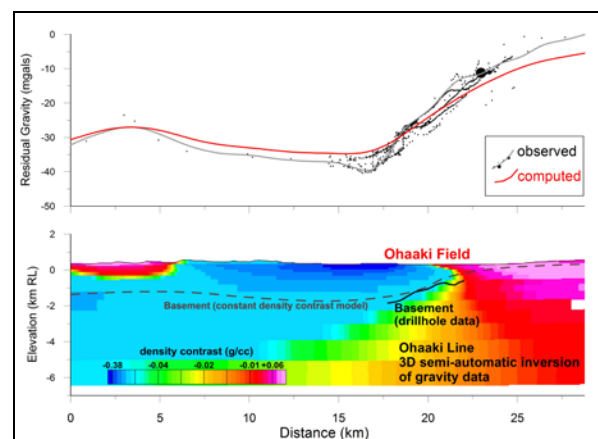 0
-10
-20
-30
-40
-50
Residual Gravity (mgals)
observed
computed
2
0
-2
-4
-6
Elevation (km RL)
Ohaaki Field
Basement (constant density contrast model)
Basement
(drillhole data)
density contrast (g/cc)
-0.38 -0.04 -0.02 -0.01 +0.06
Ohaaki Line
3D semi-automatic inversion
of gravity data
0 5 10 15 20 25
Distance (km)